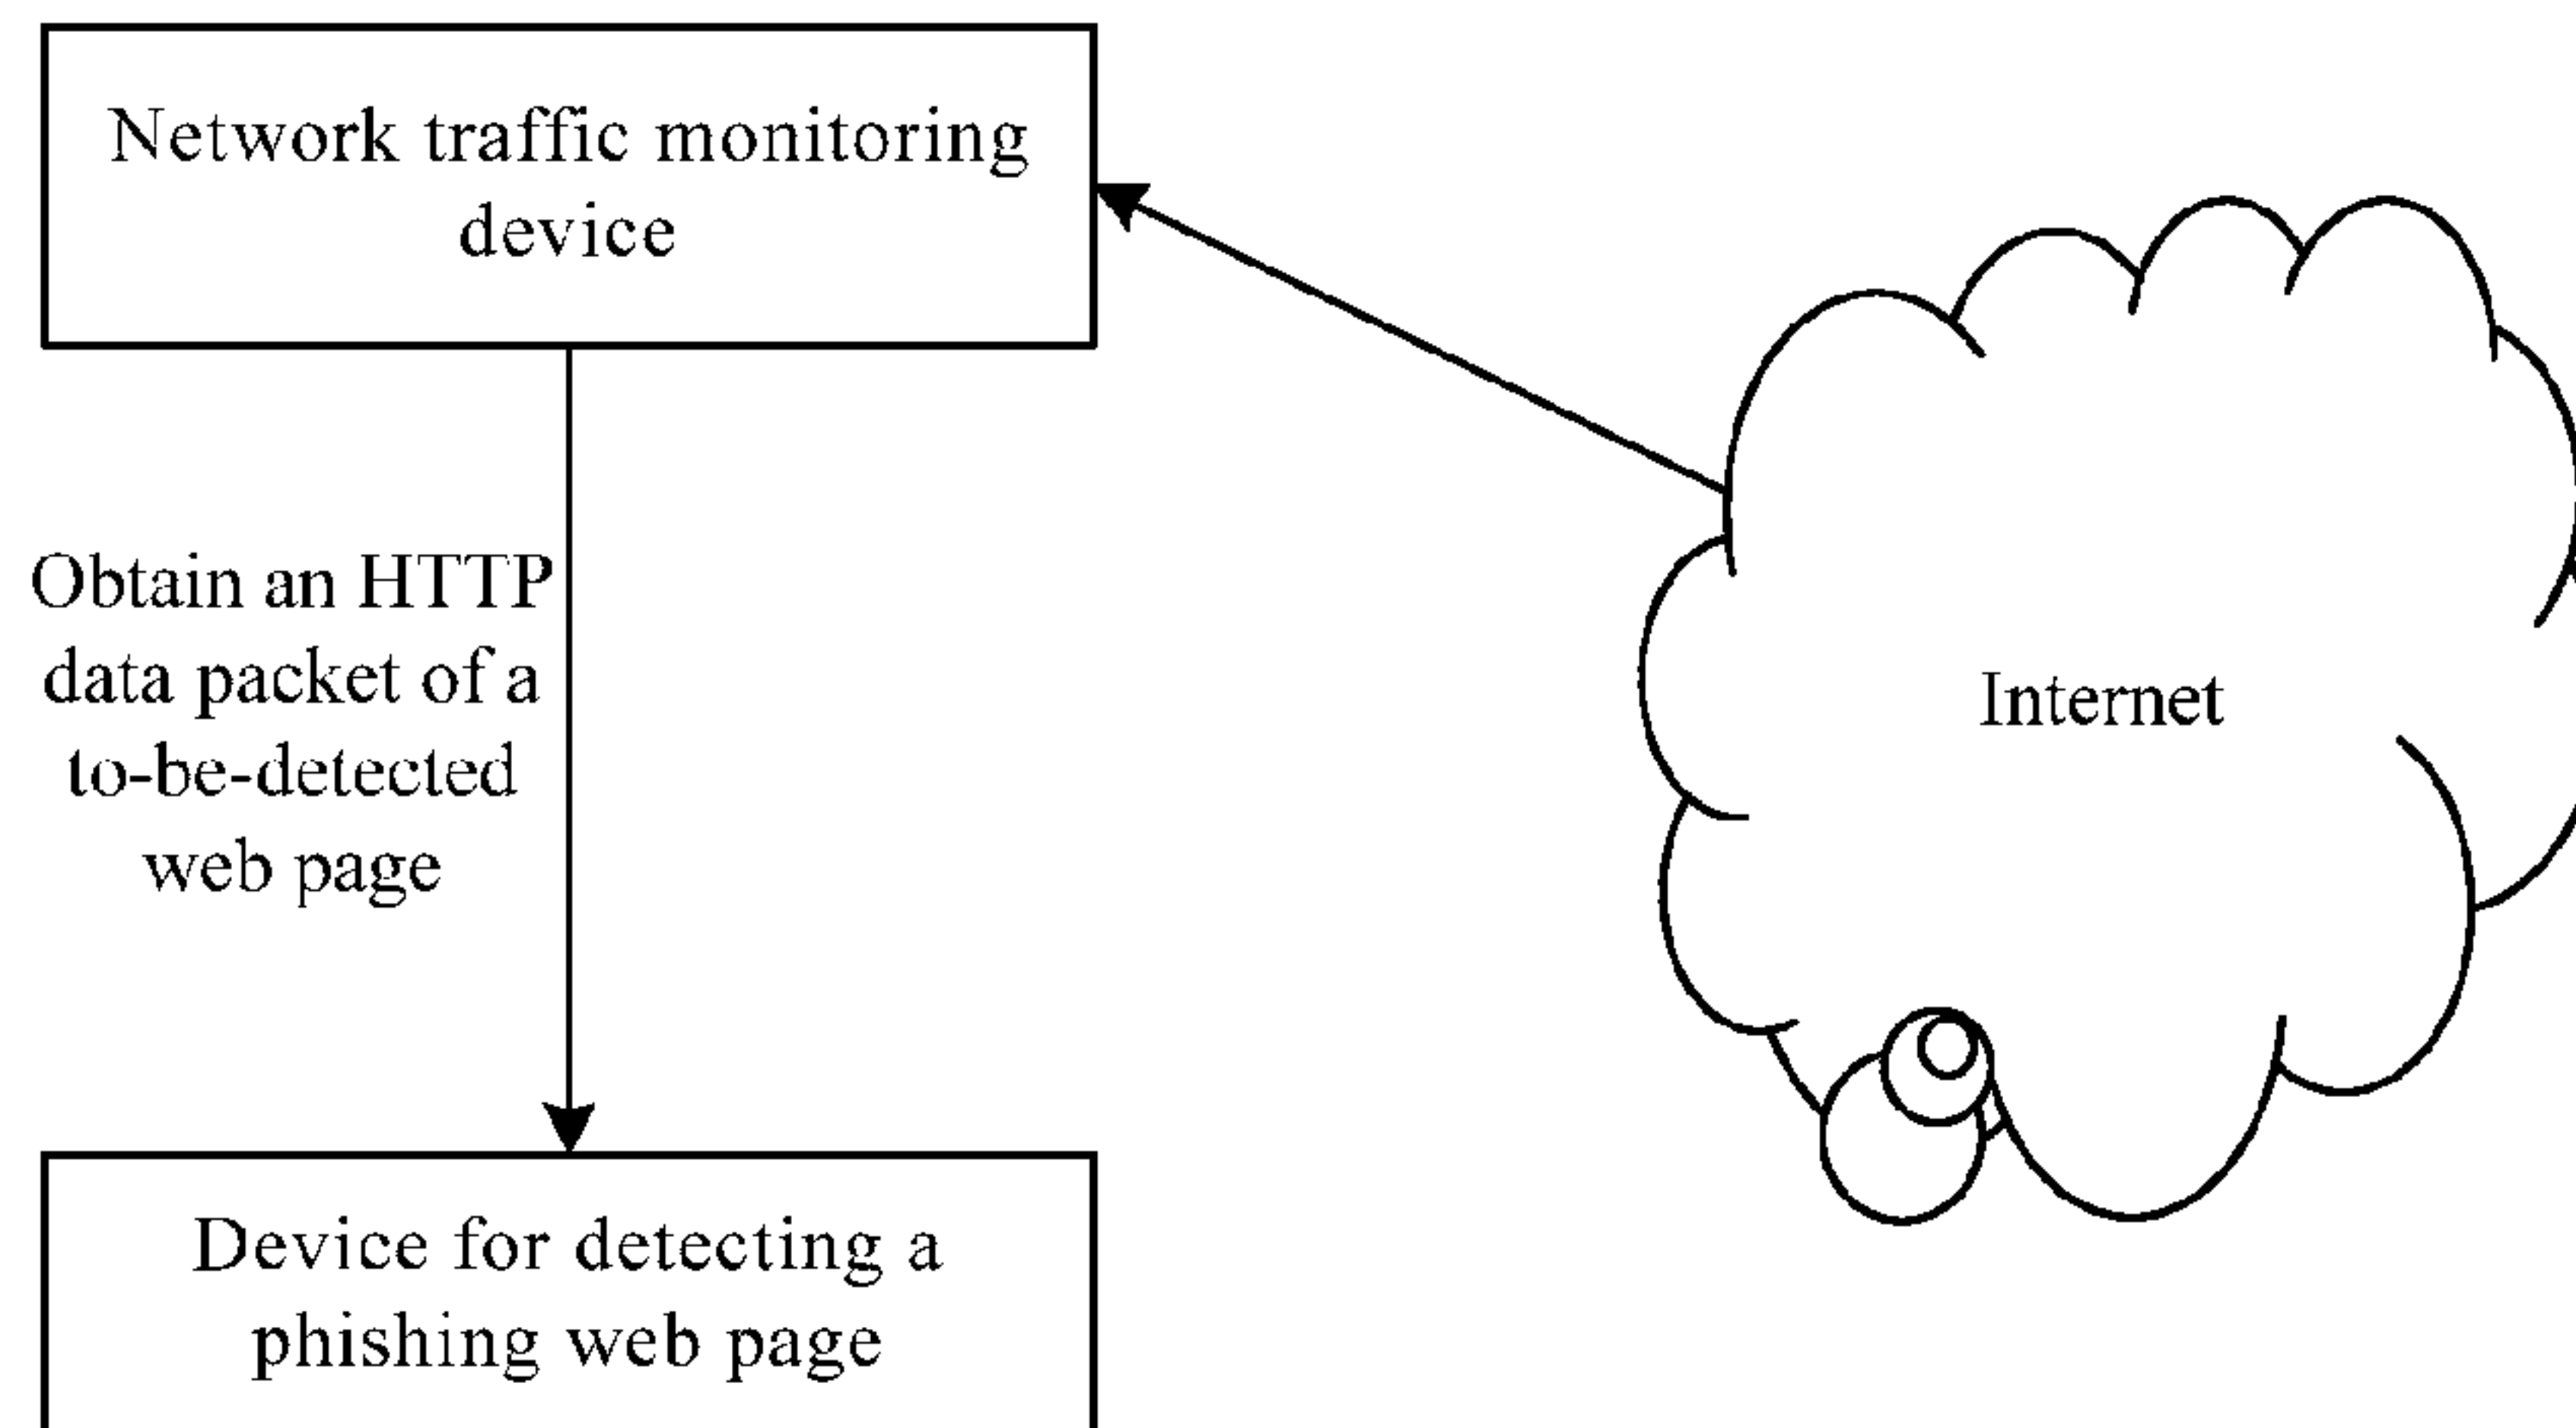 Network traffic monitoring
device
Obtain an HTTP
data packet of a
to-be-detected
web page
Internet
Device for detecting a
phishing web page